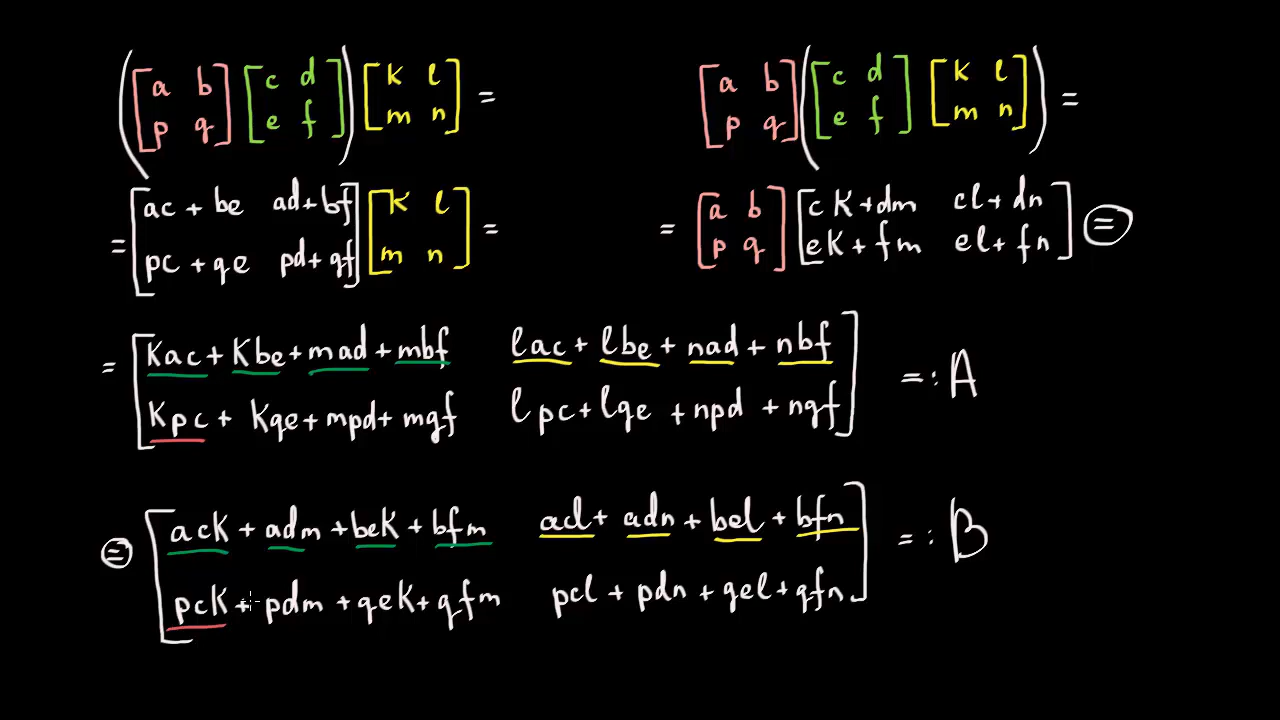 ([a b] [c d]) [k l] = [a b] ([c d] [k l]) =
([p q] [e f]) [m n] [p q] ([e f] [m n])
= [ac + be ad + bf] [k l] = = [a b] [ck + dm cl + dn] =
[pc + qe pd + qf] [m n] [p q] [ek + fm el + fn]
= [kac + kbe + mad + mbf lac + lbe + nad + nbf] =: A
[kpc + kqe + mpd + mqf lpc + lqe + npd + nqf]
= [ack + adm + bek + bfm acl + adn + bel + bfn] =: B
[pck + pdm + qek + qfm pcl + pdn + qel + qfn]